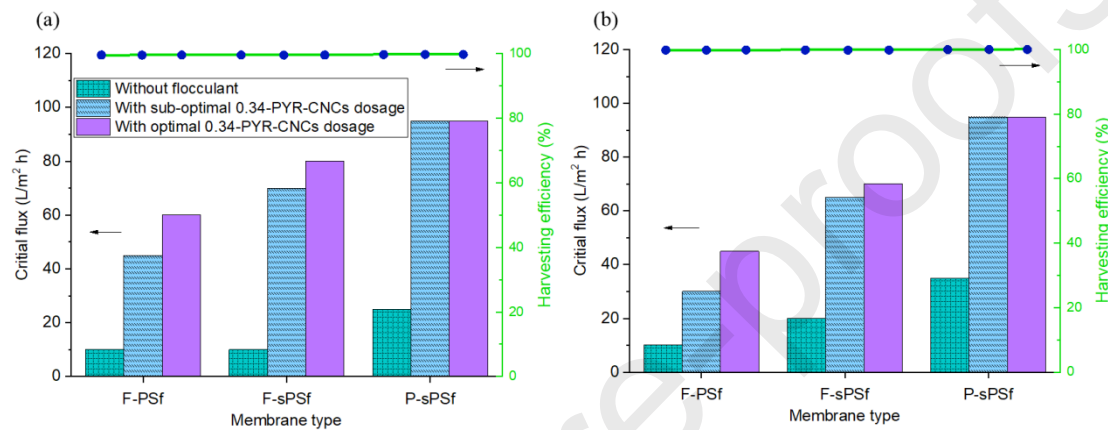 (a)
120
100
80
60
40
20
0
Critial flux (L/m² h)
Without flocculant
With sub-optimal 0.34-PYR-CNCs dosage
With optimal 0.34-PYR-CNCs dosage
100
80
60
40
20
0
Harvesting efficiency (%)
F-PSf F-sPSf P-sPSf
Membrane type
(b)
120
100
80
60
40
20
0
Critial flux (L/m² h)
100
80
60
40
20
0
Harvesting efficiency (%)
F-PSf F-sPSf P-sPSf
Membrane type
re-proofs